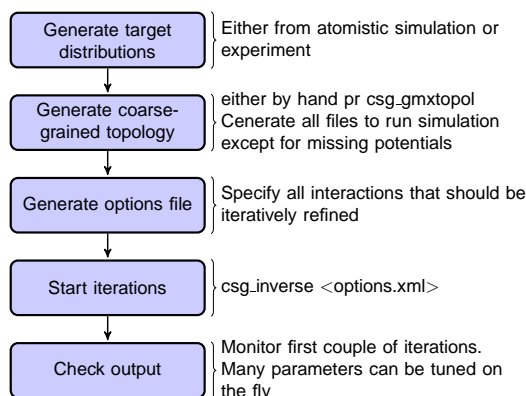 Generate target
distributions
Either from atomistic simulation or
experiment
Generate coarse-
grained topology
either by hand pr csg_gmxtopol
Cenerate all files to run simulation
except for missing potentials
Generate options file
Specify all interactions that should be
iteratively refined
Start iterations
csg_inverse <options.xml>
Check output
Monitor first couple of iterations.
Many parameters can be tuned on
the fly